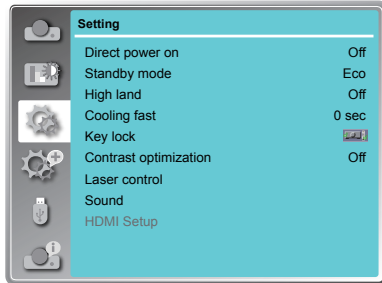 Setting
Direct power on Off
Standby mode Eco
High land Off
Cooling fast 0 sec
Key lock
Contrast optimization Off
Laser control
Sound
HDMI Setup